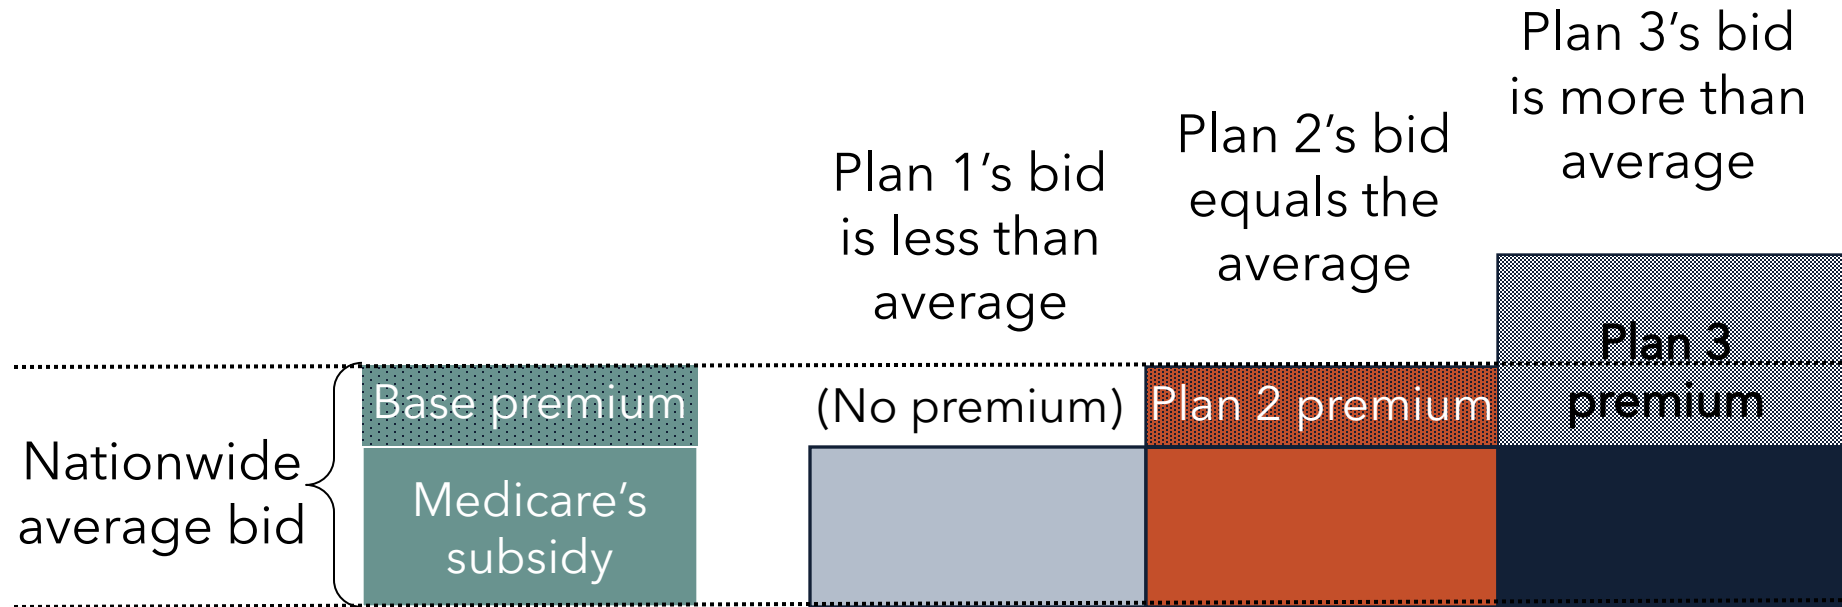 Plan 3’s bid
is more than
average
Plan 2’s bid
equals the
average
Plan 1’s bid
is less than
average
Nationwide
average bid
Base premium
Medicare’s
subsidy
(No premium)
Plan 2 premium
Plan 3
premium